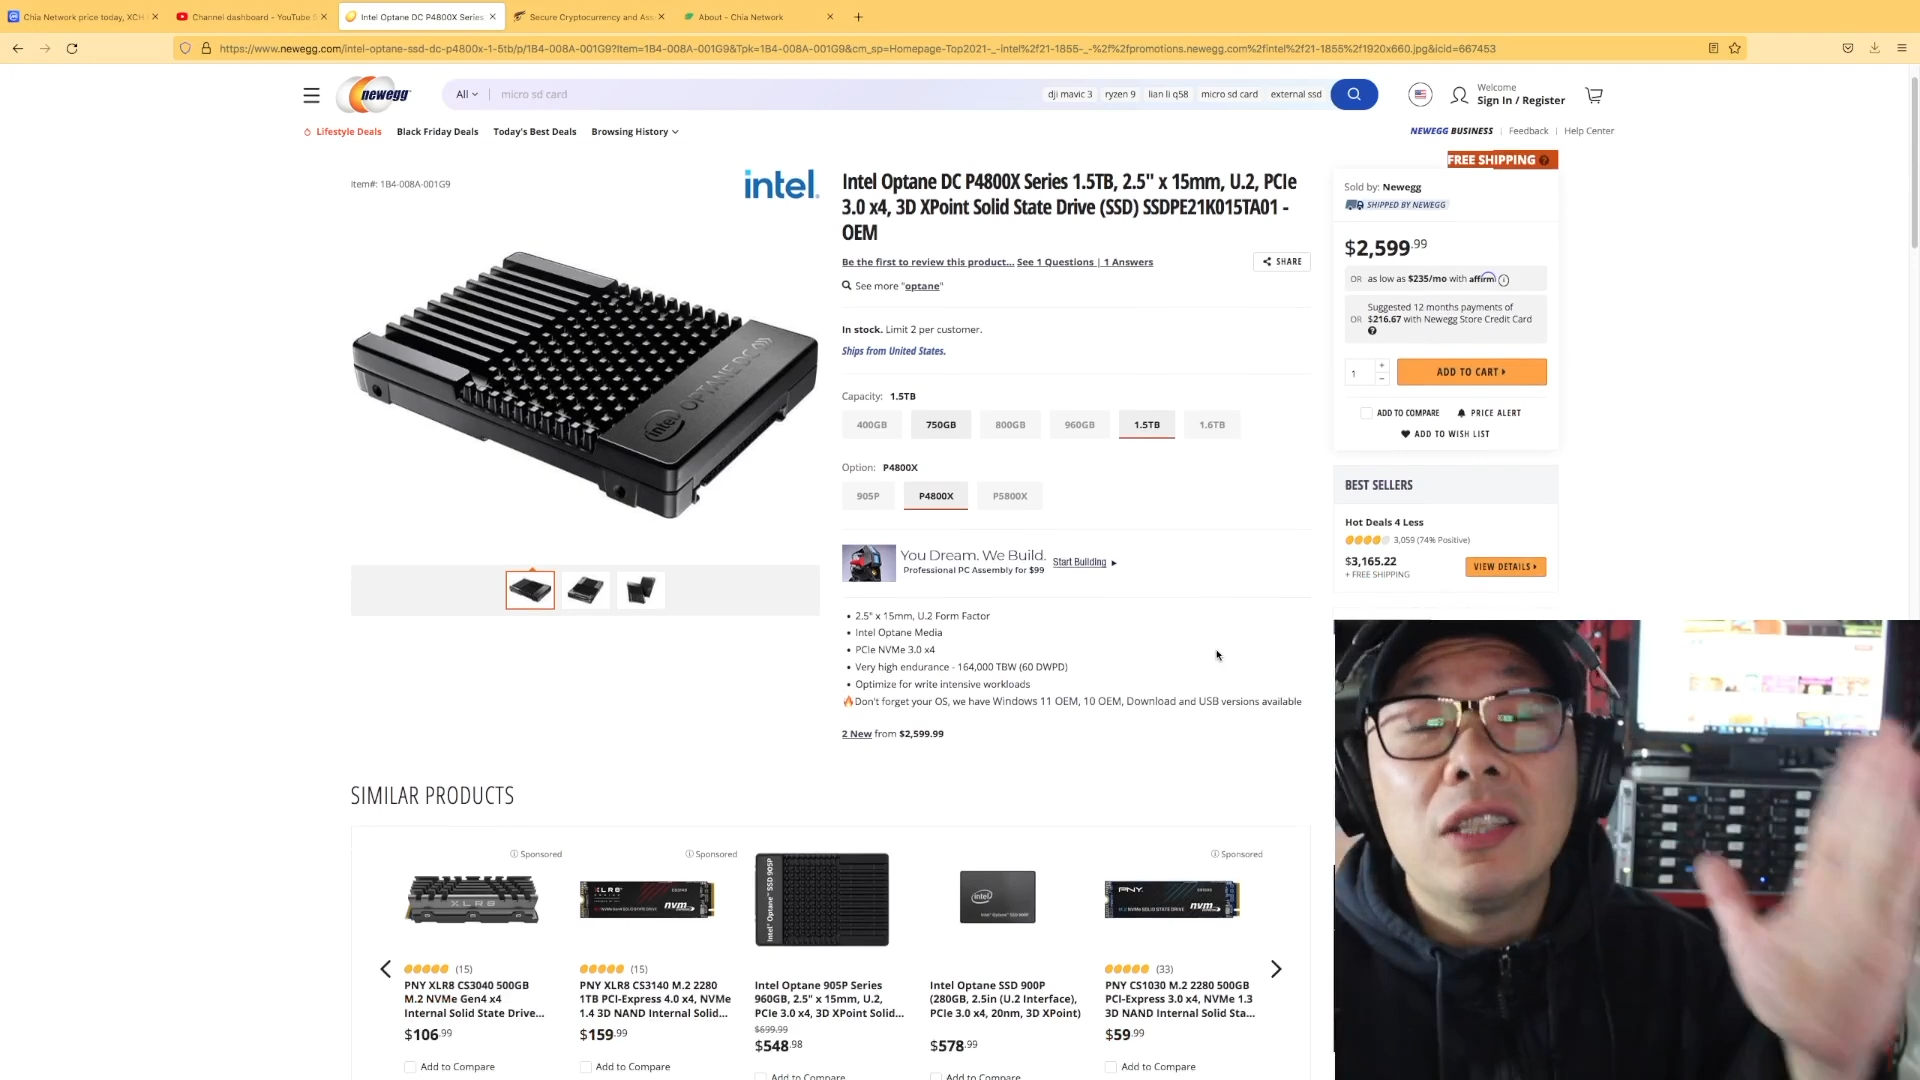 Chia Network price today, XCH
Channel dashboard - YouTube S
Intel Optane DC P4800X Series
Secure Cryptocurrency and Ass
About - Chia Network
https://www.newegg.com/intel-optane-ssd-dc-p4800x-1-5tb/p/1B4-008A-001G9?Item=1B4-008A-001G9&Tpk=1B4-008A-001G9&cm_sp=Homepage-Top2021-_-intel%2f21-1855-_-%2f%2fpromotions.newegg.com%2fintel%2f21-1855%2f1920x660.jpg&icid=667453
newegg
All
micro sd card
dji mavic 3
ryzen 9
lian li q58
micro sd card
external ssd
Welcome
Sign In / Register
Lifestyle Deals
Black Friday Deals
Today's Best Deals
Browsing History
NEWEGG BUSINESS
Feedback
Help Center
FREE SHIPPING
Item#: 1B4-008A-001G9
intel.
Intel Optane DC P4800X Series 1.5TB, 2.5" x 15mm, U.2, PCIe
3.0 x4, 3D XPoint Solid State Drive (SSD) SSDPE21K015TA01 -
OEM
Be the first to review this product... See 1 Questions | 1 Answers
SHARE
See more "optane"
In stock. Limit 2 per customer.
Ships from United States.
Capacity: 1.5TB
400GB
750GB
800GB
960GB
1.5TB
1.6TB
Option: P4800X
905P
P4800X
P5800X
You Dream. We Build.
Professional PC Assembly for $99
Start Building
• 2.5" x 15mm, U.2 Form Factor
• Intel Optane Media
• PCIe NVMe 3.0 x4
• Very high endurance - 164,000 TBW (60 DWPD)
• Optimize for write intensive workloads
🔥Don't forget your OS, we have Windows 11 OEM, 10 OEM, Download and USB versions available
2 New from $2,599.99
Sold by: Newegg
SHIPPED BY NEWEGG
$2,599.99
OR as low as $235/mo with affirm
Suggested 12 months payments of
OR $216.67 with Newegg Store Credit Card
1
ADD TO CART
ADD TO COMPARE
PRICE ALERT
ADD TO WISH LIST
BEST SELLERS
Hot Deals 4 Less
3,059 (74% Positive)
$3,165.22
+ FREE SHIPPING
VIEW DETAILS
intel
OPTANE DC
SIMILAR PRODUCTS
Sponsored
Sponsored
Sponsored
XLR8
XLR8
nvm
Intel Optane SSD 905P
intel
PNY
nvm
(15)
PNY XLR8 CS3040 500GB
M.2 NVMe Gen4 x4
Internal Solid State Drive...
$106.99
Add to Compare
(15)
PNY XLR8 CS3140 M.2 2280
1TB PCI-Express 4.0 x4, NVMe
1.4 3D NAND Internal Solid...
$159.99
Add to Compare
Intel Optane 905P Series
960GB, 2.5" x 15mm, U.2,
PCIe 3.0 x4, 3D XPoint Solid...
$699.99
$548.98
Add to Compare
Intel Optane SSD 900P
(280GB, 2.5in (U.2 Interface),
PCIe 3.0 x4, 20nm, 3D XPoint)
$578.99
Add to Compare
(33)
PNY CS1030 M.2 2280 500GB
PCI-Express 3.0 x4, NVMe 1.3
3D NAND Internal Solid Sta...
$59.99
Add to Compare